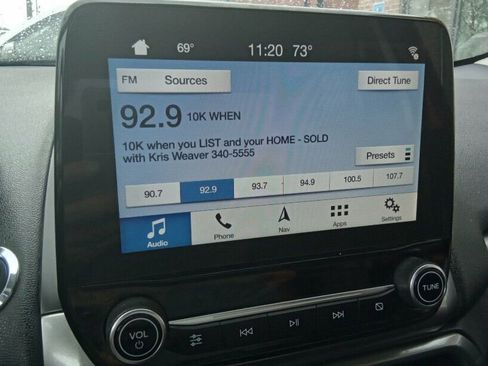 69° 11:20 73°
FM Sources Direct Tune
92.9 10K WHEN
10K when you LIST and your HOME - SOLD
with Kris Weaver 340-5555
Presets
90.7 92.9 93.7 94.9 100.5 107.7
Audio Phone Nav Apps Settings
VOL TUNE